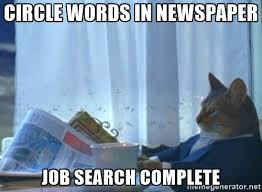 CIRCLE WORDS IN NEWSPAPER
JOB SEARCH COMPLETE
memegenerator.net